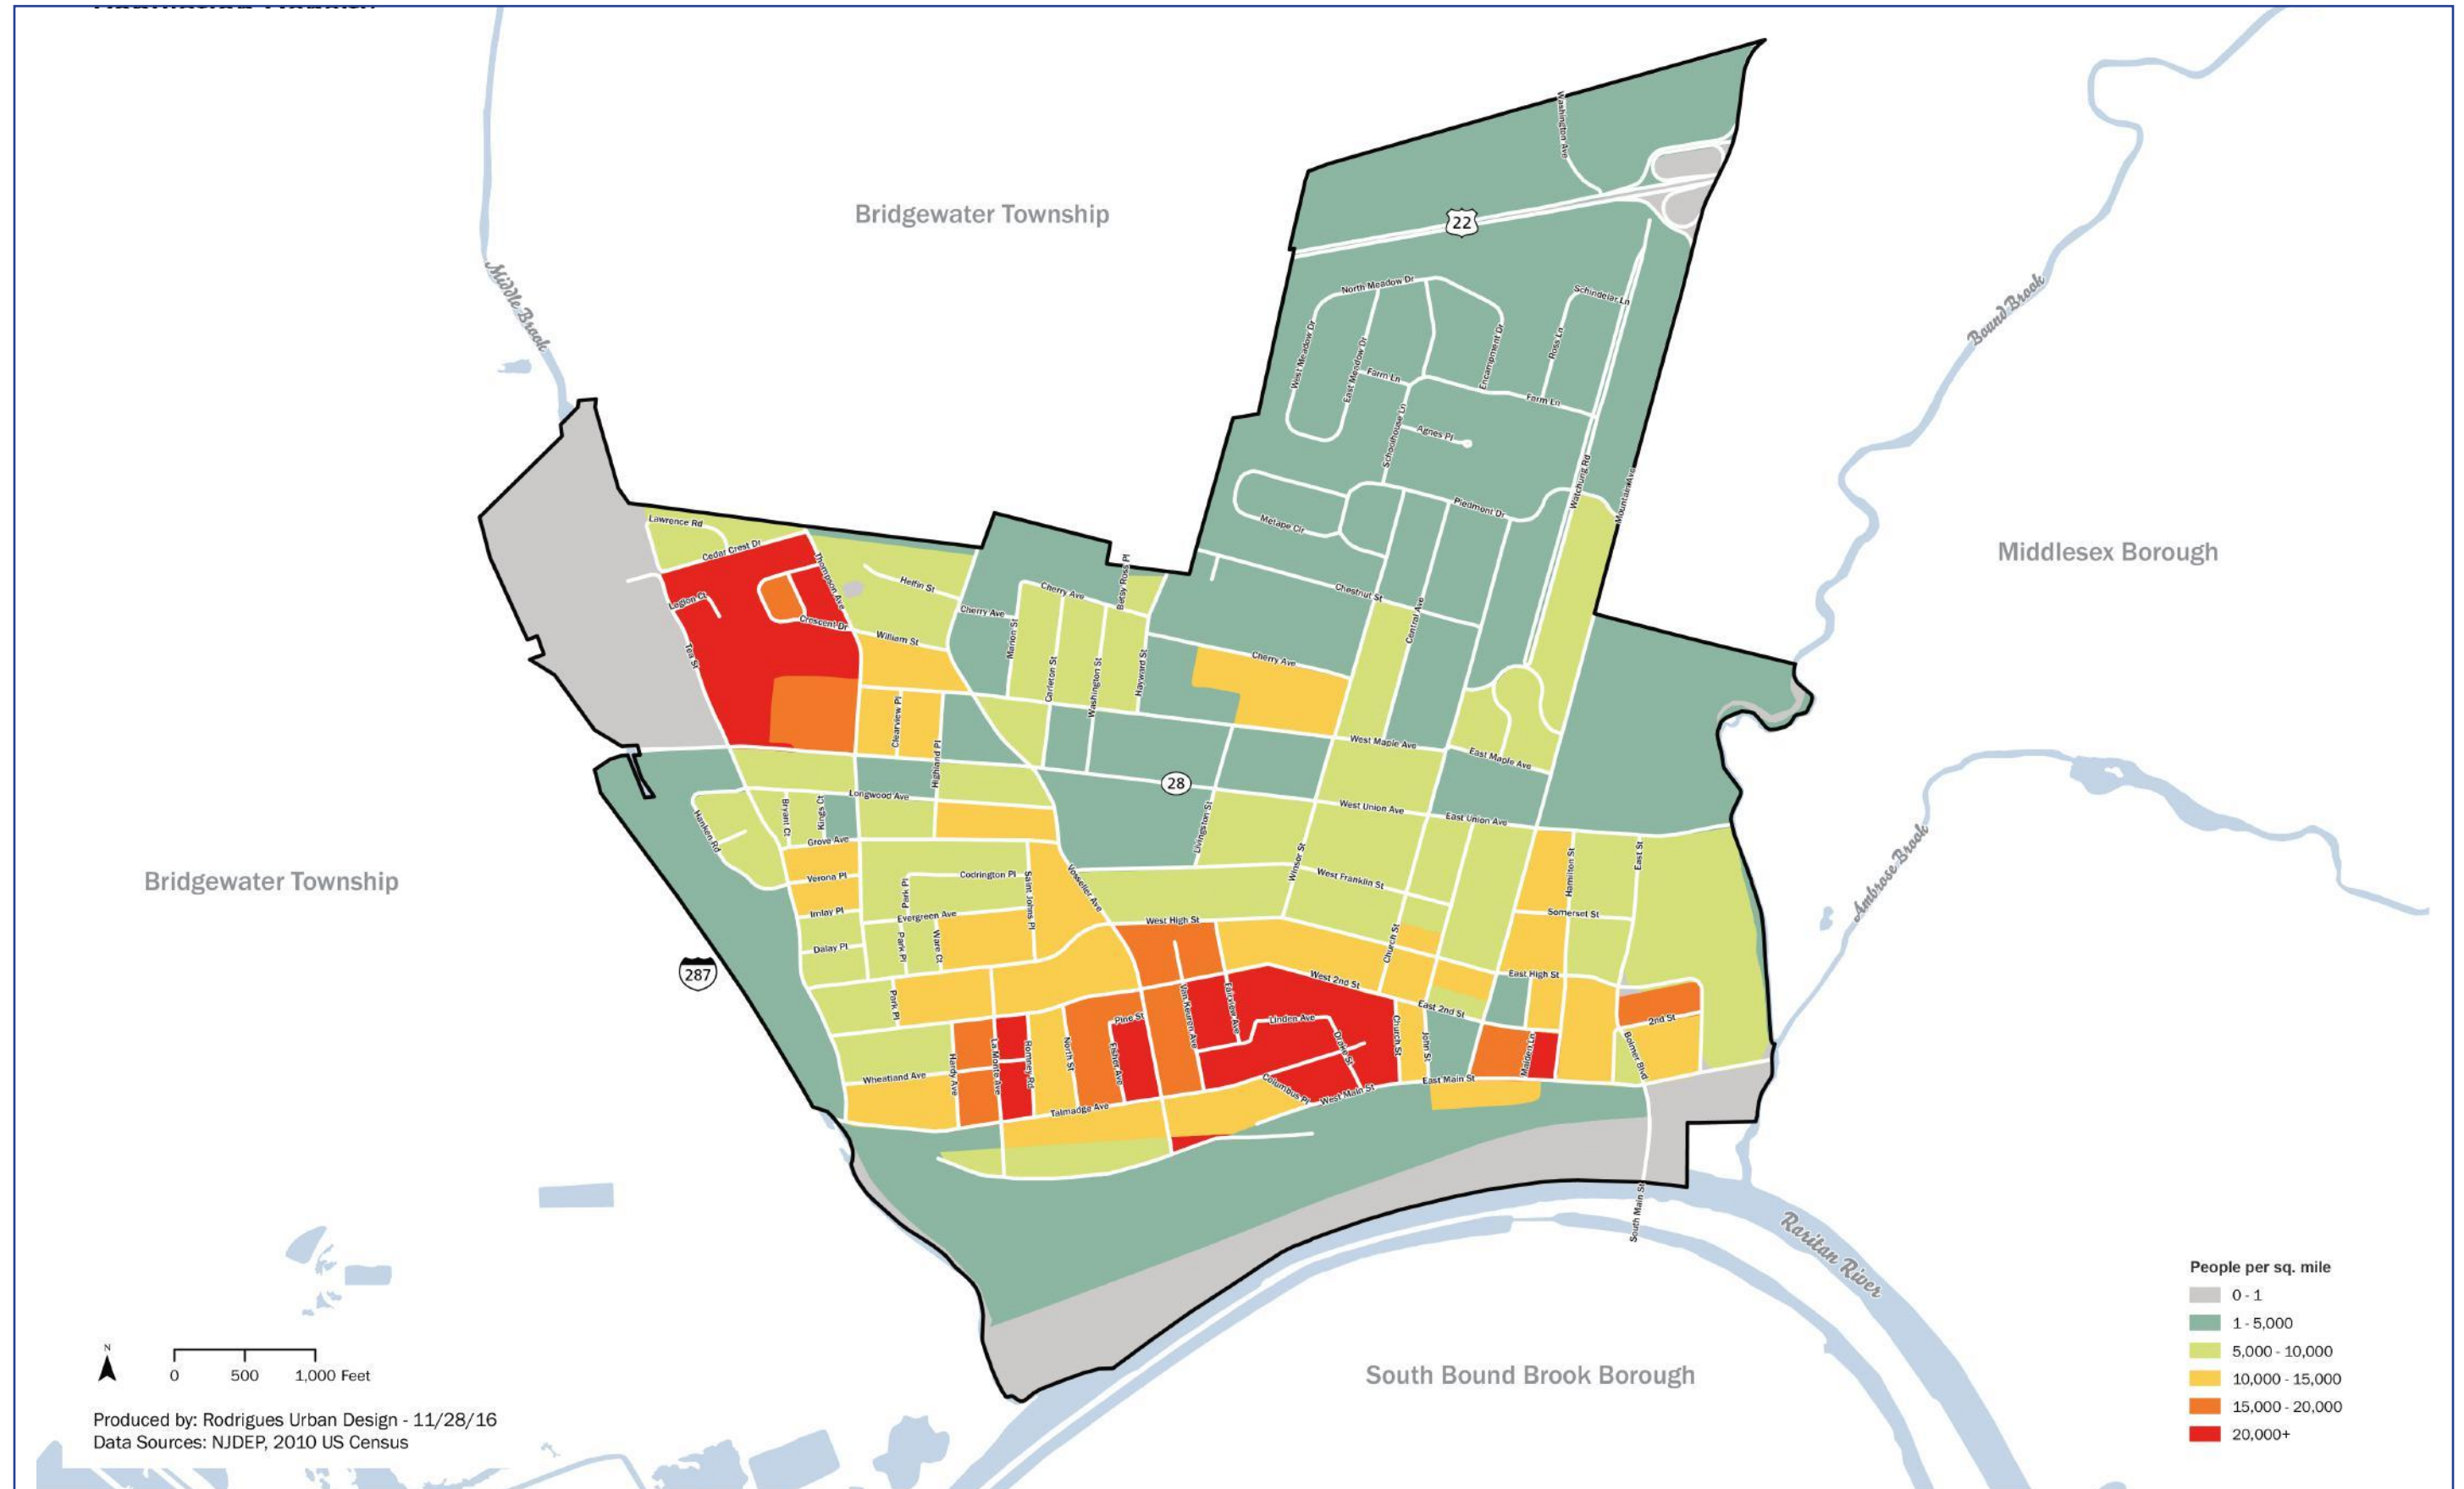 Washington Ave
Bridgewater Township
22
Middle Brook
North Meadow Dr
Schindelar Ln
Bound Brook
West Meadow Dr
East Meadow Dr
Encampment Dr
Ross Ln
Farm Ln
Farm Ln
Schoolhouse Ln
Agnes Pl
Watchung Rd
Mountain Ave
Piedmont Dr
Metape Cir
Lawrence Rd
Cedar Crest Dr
Thompson Ave
Middlesex Borough
Heffin St
Cherry Ave
Betsy Ross Pl
Chestnut St
Legion Ct
Cherry Ave
Central Ave
Crescent Dr
William St
Marion St
Tea St
Carleton St
Washington St
Hayward St
Cherry Ave
Clearview Pl
Highland Pl
West Maple Ave
East Maple Ave
28
Longwood Ave
Bryant Ct
Kings Ct
Hanken Rd
Livingston St
West Union Ave
East Union Ave
Grove Ave
Winsor St
Hamilton St
East St
Ambrose Brook
Bridgewater Township
Verona Pl
Park Pl
Codrington Pl
Saint Johns Pl
Vosseller Ave
West Franklin St
Imlay Pl
Evergreen Ave
West High St
Somerset St
Dalay Pl
Park Pl
Ware Ct
Church St
287
West 2nd St
East High St
Park Pl
Van Keuren Ave
Fairview Ave
East 2nd St
Pine St
Linden Ave
2nd St
Hardy Ave
La Monte Ave
Romney Rd
North St
Fisher Ave
Drake St
Church St
John St
Maiden Ln
Bolmer Blvd
Wheatland Ave
Columbus Pl
West Main St
East Main St
Talmadge Ave
South Main St
Raritan River
South Bound Brook Borough
People per sq. mile
0 - 1
1 - 5,000
5,000 - 10,000
10,000 - 15,000
15,000 - 20,000
20,000+
N
0 500 1,000 Feet
Produced by: Rodrigues Urban Design - 11/28/16
Data Sources: NJDEP, 2010 US Census